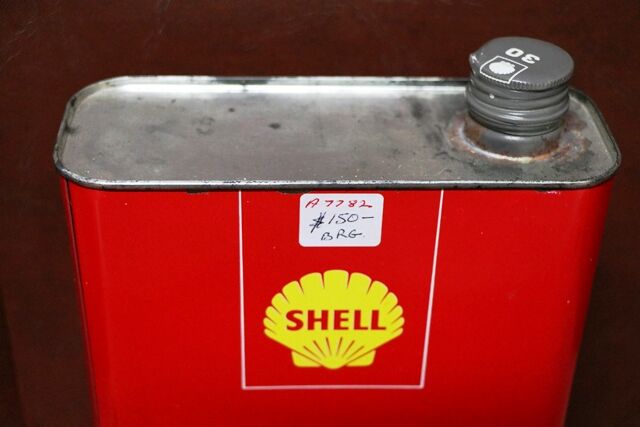 30
A7782
$150-
BRG.
SHELL